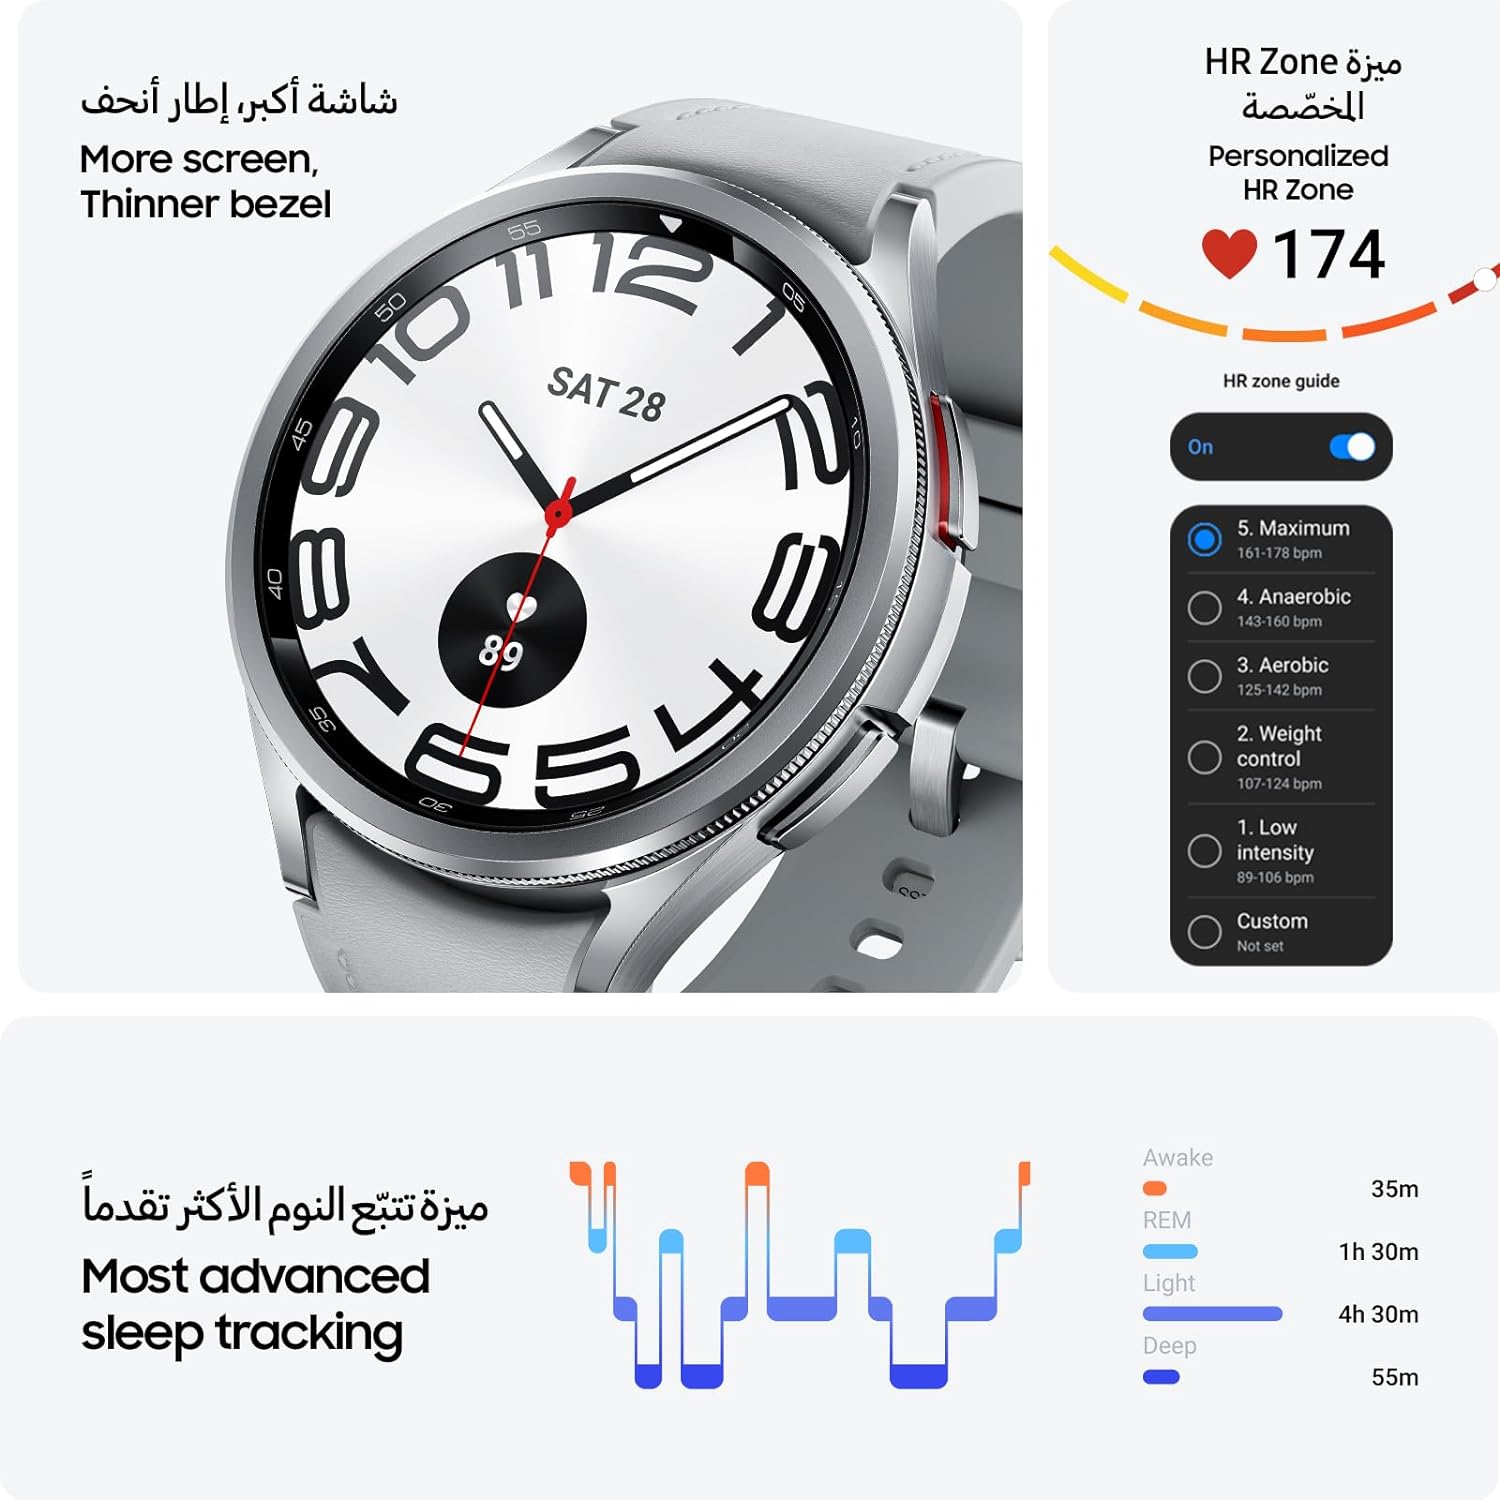 شاشة أكبر، إطار أنحف
More screen,
Thinner bezel
55
05
50
10
45
15
40
20
35
30
25
12
1
2
3
4
5
6
7
8
9
10
11
SAT 28
89
ميزة HR Zone
المخصّصة
Personalized
HR Zone
174
HR zone guide
On
5. Maximum
161-178 bpm
4. Anaerobic
143-160 bpm
3. Aerobic
125-142 bpm
2. Weight
control
107-124 bpm
1. Low
intensity
89-106 bpm
Custom
Not set
ميزة تتبّع النوم الأكثر تقدماً
Most advanced
sleep tracking
Awake
35m
REM
1h 30m
Light
4h 30m
Deep
55m